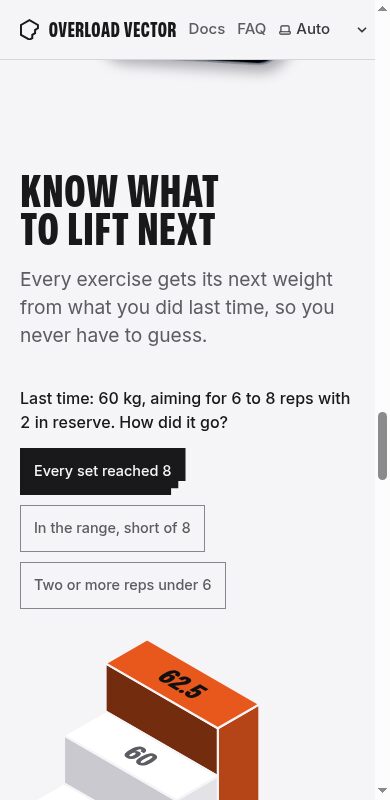 OVERLOAD VECTOR Docs FAQ Auto
KNOW WHAT
TO LIFT NEXT
Every exercise gets its next weight
from what you did last time, so you
never have to guess.
Last time: 60 kg, aiming for 6 to 8 reps with
2 in reserve. How did it go?
Every set reached 8
In the range, short of 8
Two or more reps under 6
62.5
60